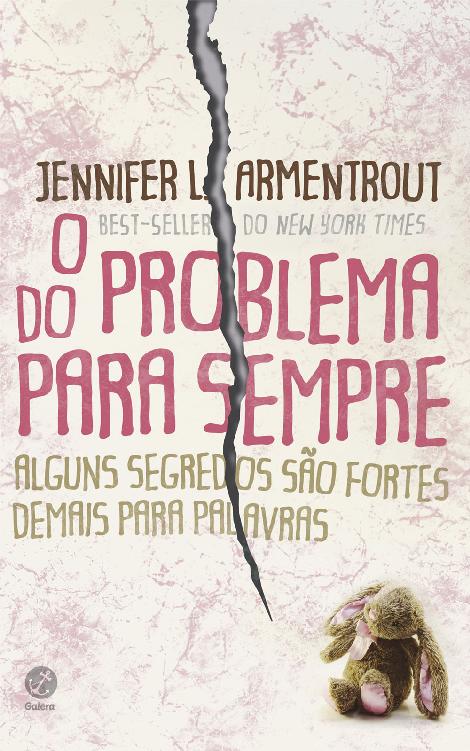 JENNIFER L. ARMENTROUT
BEST-SELLER DO NEW YORK TIMES
O PROBLEMA
DO
PARA SEMPRE
ALGUNS SEGREDOS SÃO FORTES
DEMAIS PARA PALAVRAS
Galera